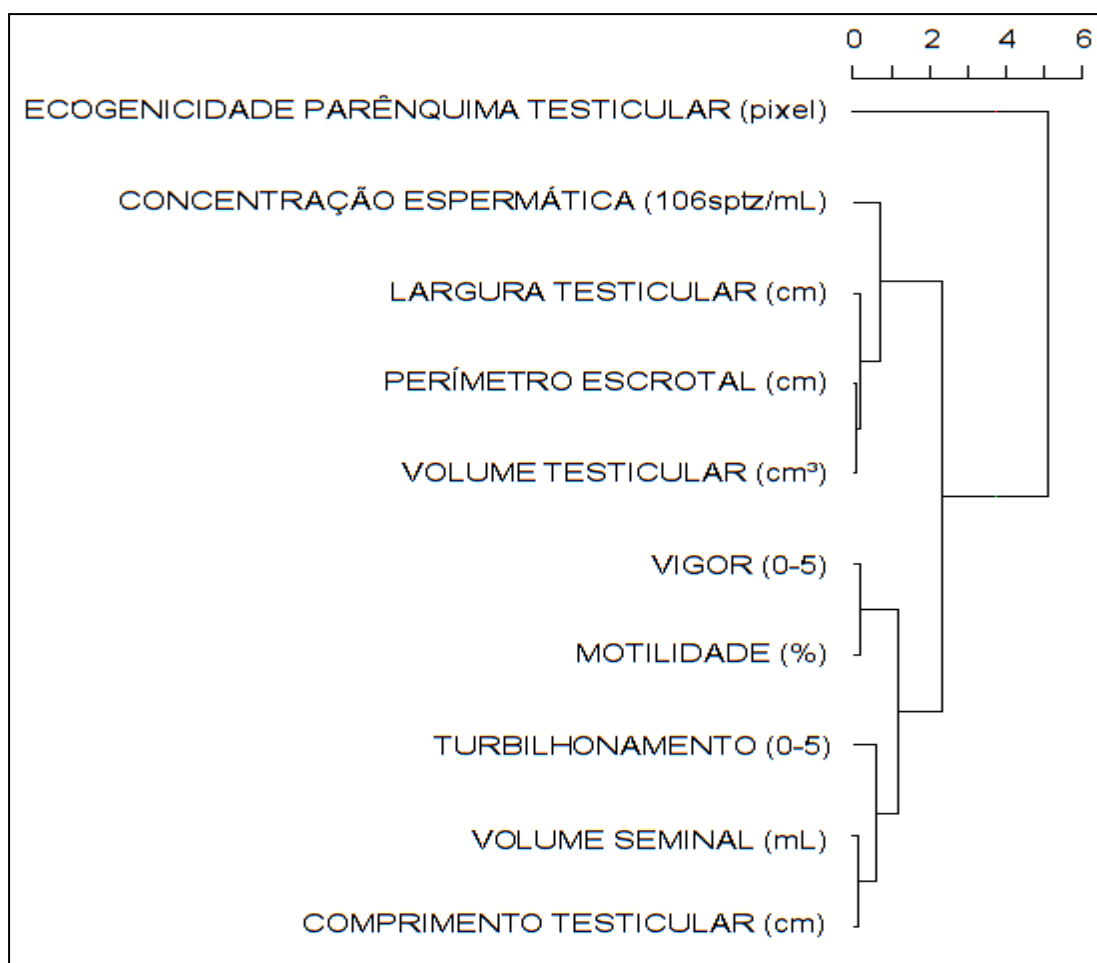 0 2 4 6
ECOGENICIDADE PARÊNQUIMA TESTICULAR (pixel)
CONCENTRAÇÃO ESPERMÁTICA (106sptz/mL)
LARGURA TESTICULAR (cm)
PERÍMETRO ESCROTAL (cm)
VOLUME TESTICULAR (cm³)
VIGOR (0-5)
MOTILIDADE (%)
TURBILHONAMENTO (0-5)
VOLUME SEMINAL (mL)
COMPRIMENTO TESTICULAR (cm)